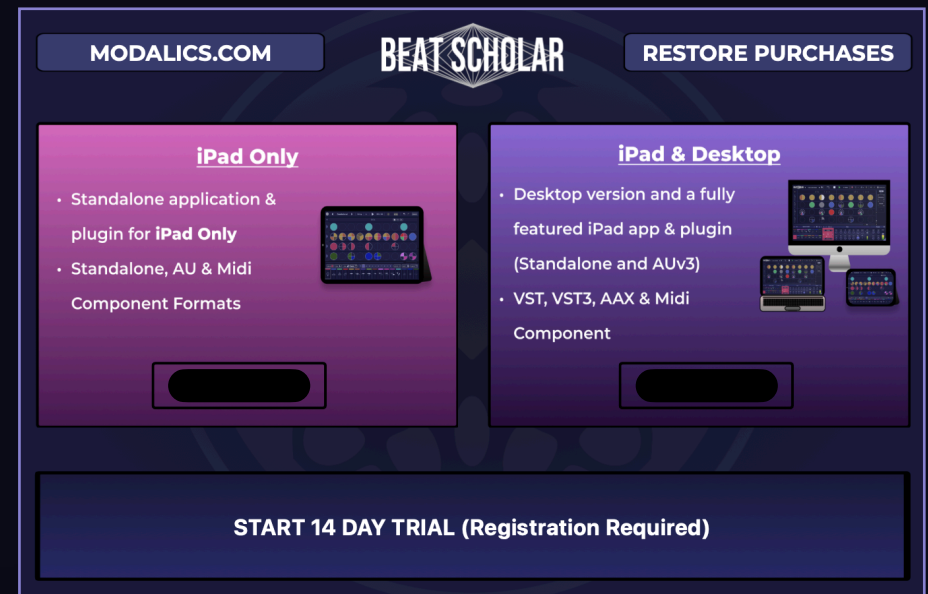 MODALICS.COM
BEAT SCHOLAR
RESTORE PURCHASES
iPad Only
• Standalone application &
plugin for iPad Only
• Standalone, AU & Midi
Component Formats
iPad & Desktop
• Desktop version and a fully
featured iPad app & plugin
(Standalone and AUv3)
• VST, VST3, AAX & Midi
Component
START 14 DAY TRIAL (Registration Required)